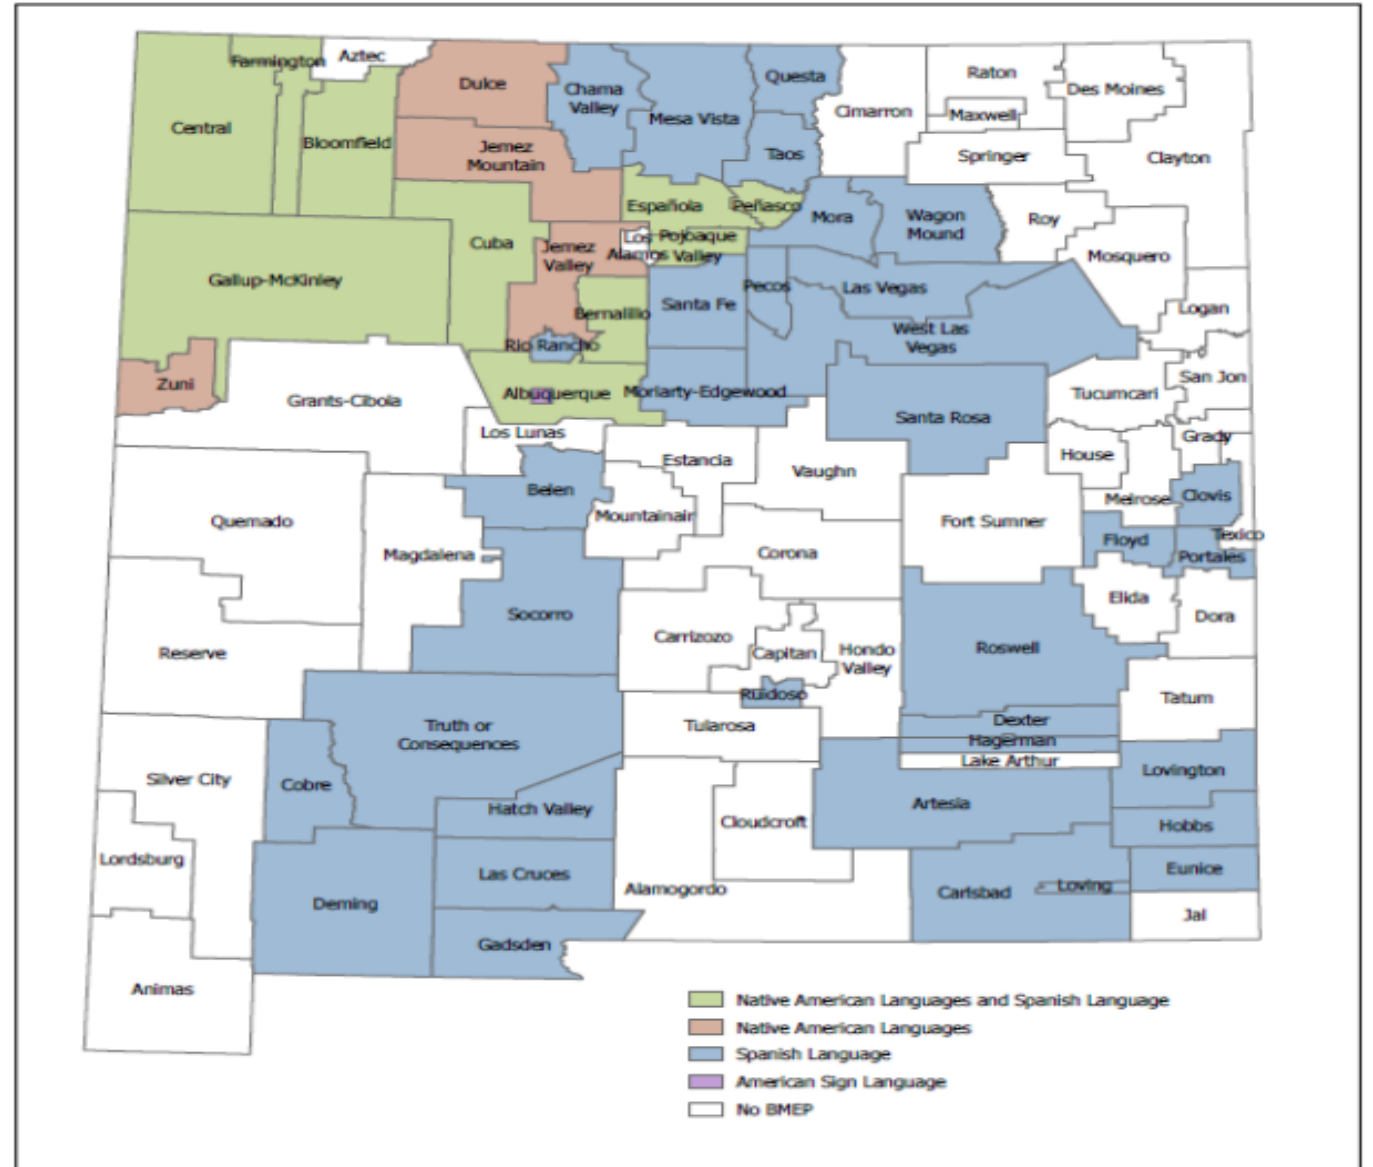 Farmington
Aztec
Dulce
Chama
Valley
Mesa Vista
Questa
Cimarron
Raton
Maxwell
Des Moines
Central
Bloomfield
Jemez
Mountain
Taos
Springer
Clayton
Española
Peñasco
Mora
Wagon
Mound
Roy
Mosquero
Gallup-McKinley
Cuba
Jemez
Valley
Los
Alamos
Pojoaque
Valley
Bernalillo
Santa Fe
Pecos
Las Vegas
West Las
Vegas
Logan
Rio Rancho
Zuni
Grants-Cibola
Albuquerque
Moriarty-Edgewood
Santa Rosa
Tucumcari
San Jon
Los Lunas
Estancia
Vaughn
House
Grady
Belen
Mountainair
Melrose
Clovis
Quemado
Magdalena
Corona
Fort Sumner
Floyd
Texico
Portales
Socorro
Carrizozo
Capitan
Hondo
Valley
Elida
Dora
Reserve
Roswell
Ruidoso
Tatum
Truth or
Consequences
Tularosa
Dexter
Hagerman
Lake Arthur
Silver City
Cobre
Hatch Valley
Cloudcroft
Artesia
Lovington
Hobbs
Lordsburg
Deming
Las Cruces
Alamogordo
Carlsbad
Loving
Eunice
Jal
Gadsden
Animas
Native American Languages and Spanish Language
Native American Languages
Spanish Language
American Sign Language
No BMEP